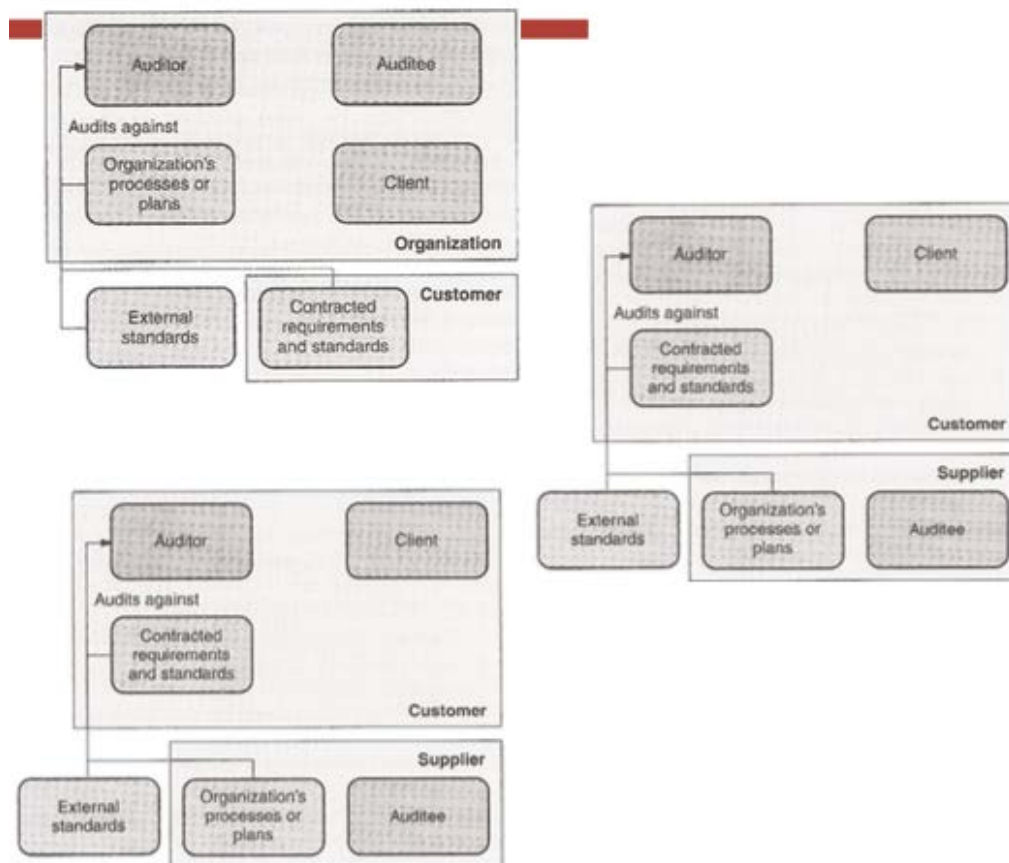 Auditor
Auditee
Audits against
Organization's
processes or
plans
Client
Organization
External
standards
Customer
Contracted
requirements
and standards
Auditor
Client
Audits against
Contracted
requirements
and standards
Customer
Supplier
External
standards
Organization's
processes or
plans
Auditee
Auditor
Client
Audits against
Contracted
requirements
and standards
Customer
Supplier
External
standards
Organization's
processes or
plans
Auditee